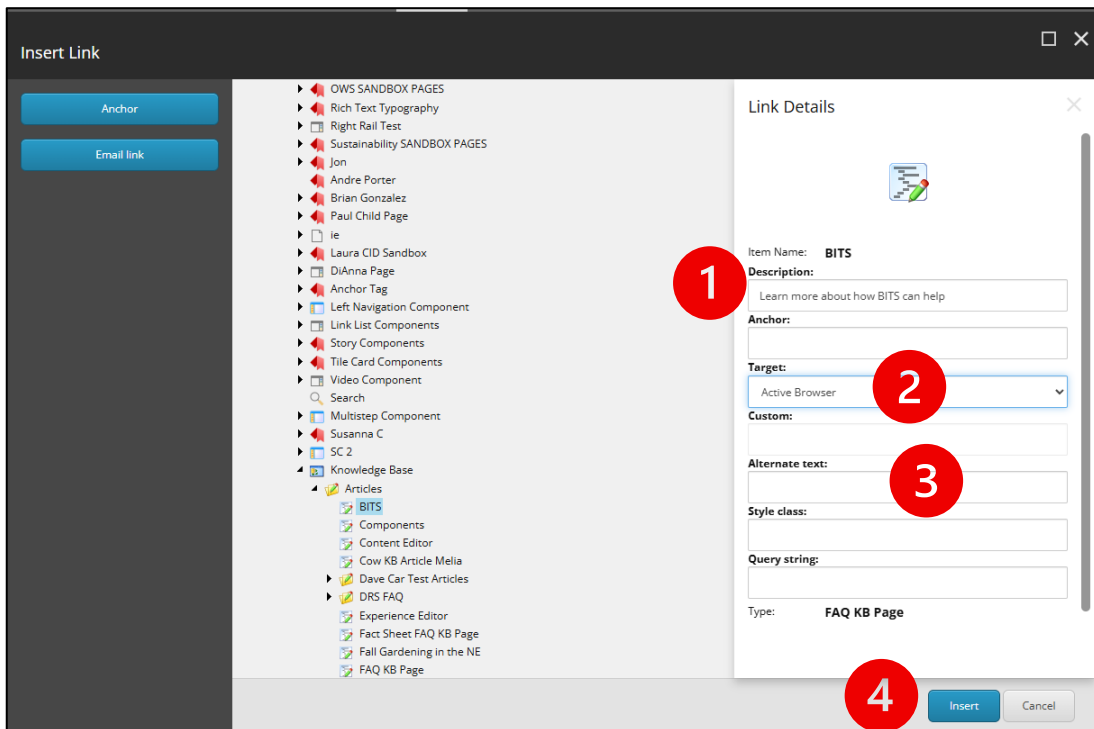 Insert Link
Anchor
Email link
OWS SANDBOX PAGES
Rich Text Typography
Right Rail Test
Sustainability SANDBOX PAGES
Jon
Andre Porter
Brian Gonzalez
Paul Child Page
ie
Laura CID Sandbox
DiAnna Page
Anchor Tag
Left Navigation Component
Link List Components
Story Components
Tile Card Components
Video Component
Search
Multistep Component
Susanna C
SC 2
Knowledge Base
Articles
BITS
Components
Content Editor
Cow KB Article Melia
Dave Car Test Articles
DRS FAQ
Experience Editor
Fact Sheet FAQ KB Page
Fall Gardening in the NE
FAQ KB Page
Link Details
Item Name: BITS
1
Description:
Learn more about how BITS can help
Anchor:
Target:
Active Browser
2
Custom:
Alternate text:
3
Style class:
Query string:
Type: FAQ KB Page
4
Insert
Cancel